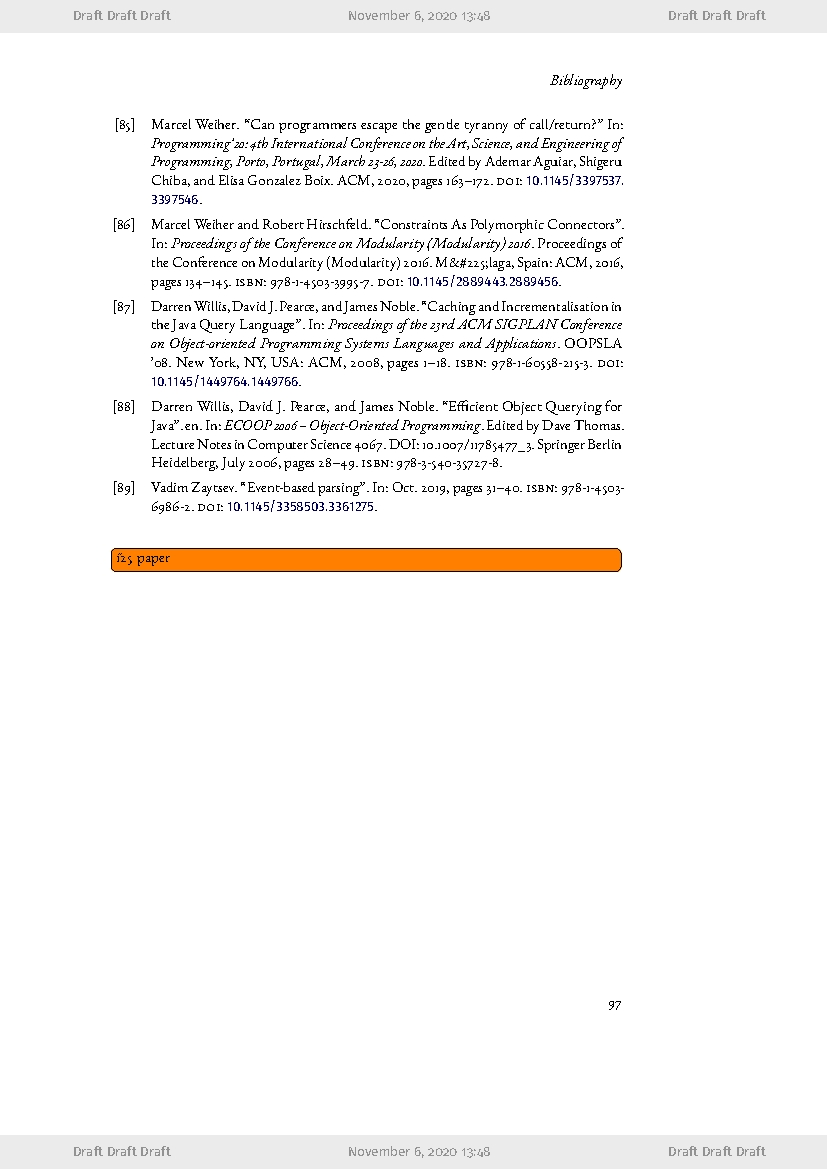 Draft Draft Draft November 6, 2020 13:48 Draft Draft Draft
Bibliography
[85] Marcel Weiher. “Can programmers escape the gentle tyranny of call/return?” In:
Programming’20: 4th International Conference on the Art, Science, and Engineering of
Programming, Porto, Portugal, March 23-26, 2020. Edited by Ademar Aguiar, Shigeru
Chiba, and Elisa Gonzalez Boix. ACM, 2020, pages 163–172. DOI: 10.1145/3397537.
3397546.
[86] Marcel Weiher and Robert Hirschfeld. “Constraints As Polymorphic Connectors”.
In: Proceedings of the Conference on Modularity (Modularity) 2016. Proceedings of
the Conference on Modularity (Modularity) 2016. M&#225;laga, Spain: ACM, 2016,
pages 134–145. ISBN: 978-1-4503-3995-7. DOI: 10.1145/2889443.2889456.
[87] Darren Willis, David J. Pearce, and James Noble. “Caching and Incrementalisation in
the Java Query Language”. In: Proceedings of the 23rd ACM SIGPLAN Conference
on Object-oriented Programming Systems Languages and Applications. OOPSLA
’08. New York, NY, USA: ACM, 2008, pages 1–18. ISBN: 978-1-60558-215-3. DOI:
10.1145/1449764.1449766.
[88] Darren Willis, David J. Pearce, and James Noble. “Efficient Object Querying for
Java”. en. In: ECOOP 2006 – Object-Oriented Programming. Edited by Dave Thomas.
Lecture Notes in Computer Science 4067. DOI: 10.1007/11785477_3. Springer Berlin
Heidelberg, July 2006, pages 28–49. ISBN: 978-3-540-35727-8.
[89] Vadim Zaytsev. “Event-based parsing”. In: Oct. 2019, pages 31–40. ISBN: 978-1-4503-
6986-2. DOI: 10.1145/3358503.3361275.
paper
97
Draft Draft Draft November 6, 2020 13:48 Draft Draft Draft